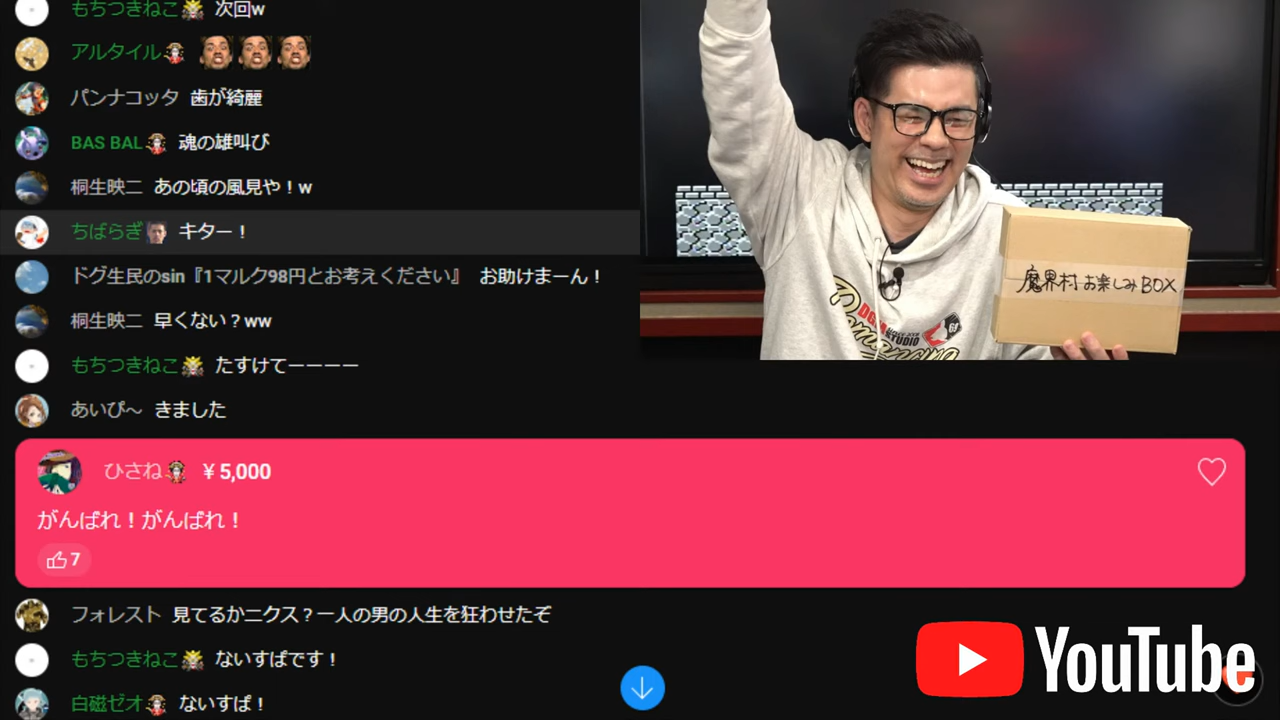 もちつきねこ 次回w
アルタイル
パンナコッタ 歯が綺麗
BAS BAL 魂の雄叫び
桐生映二 あの頃の風見や！w
ちばらぎ キター！
ドグ生民のsin『1マルク98円とお考えください』 お助けまーん！
桐生映二 早くない？ww
もちつきねこ たすけてーーーー
あいぴ〜 きました
ひさね ￥5,000
がんばれ！がんばれ！
7
フォレスト 見てるかニクス？一人の男の人生を狂わせたぞ
もちつきねこ ないすぱです！
白磁ゼオ ないすぱ！
魔界村お楽しみBOX
STUDIO
Romancing
YouTube